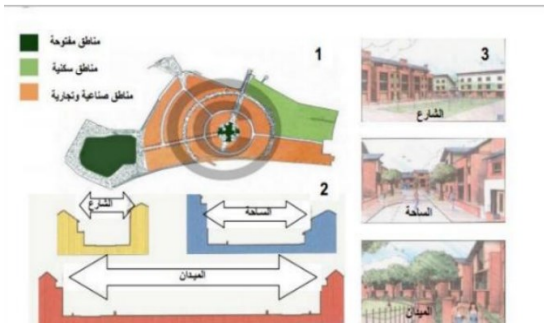 مناطق مفتوحة
مناطق سكنية
مناطق صناعية وتجارية
1
2
الشارع
الساحة
الميدان
3
الشارع
الساحة
الميدان